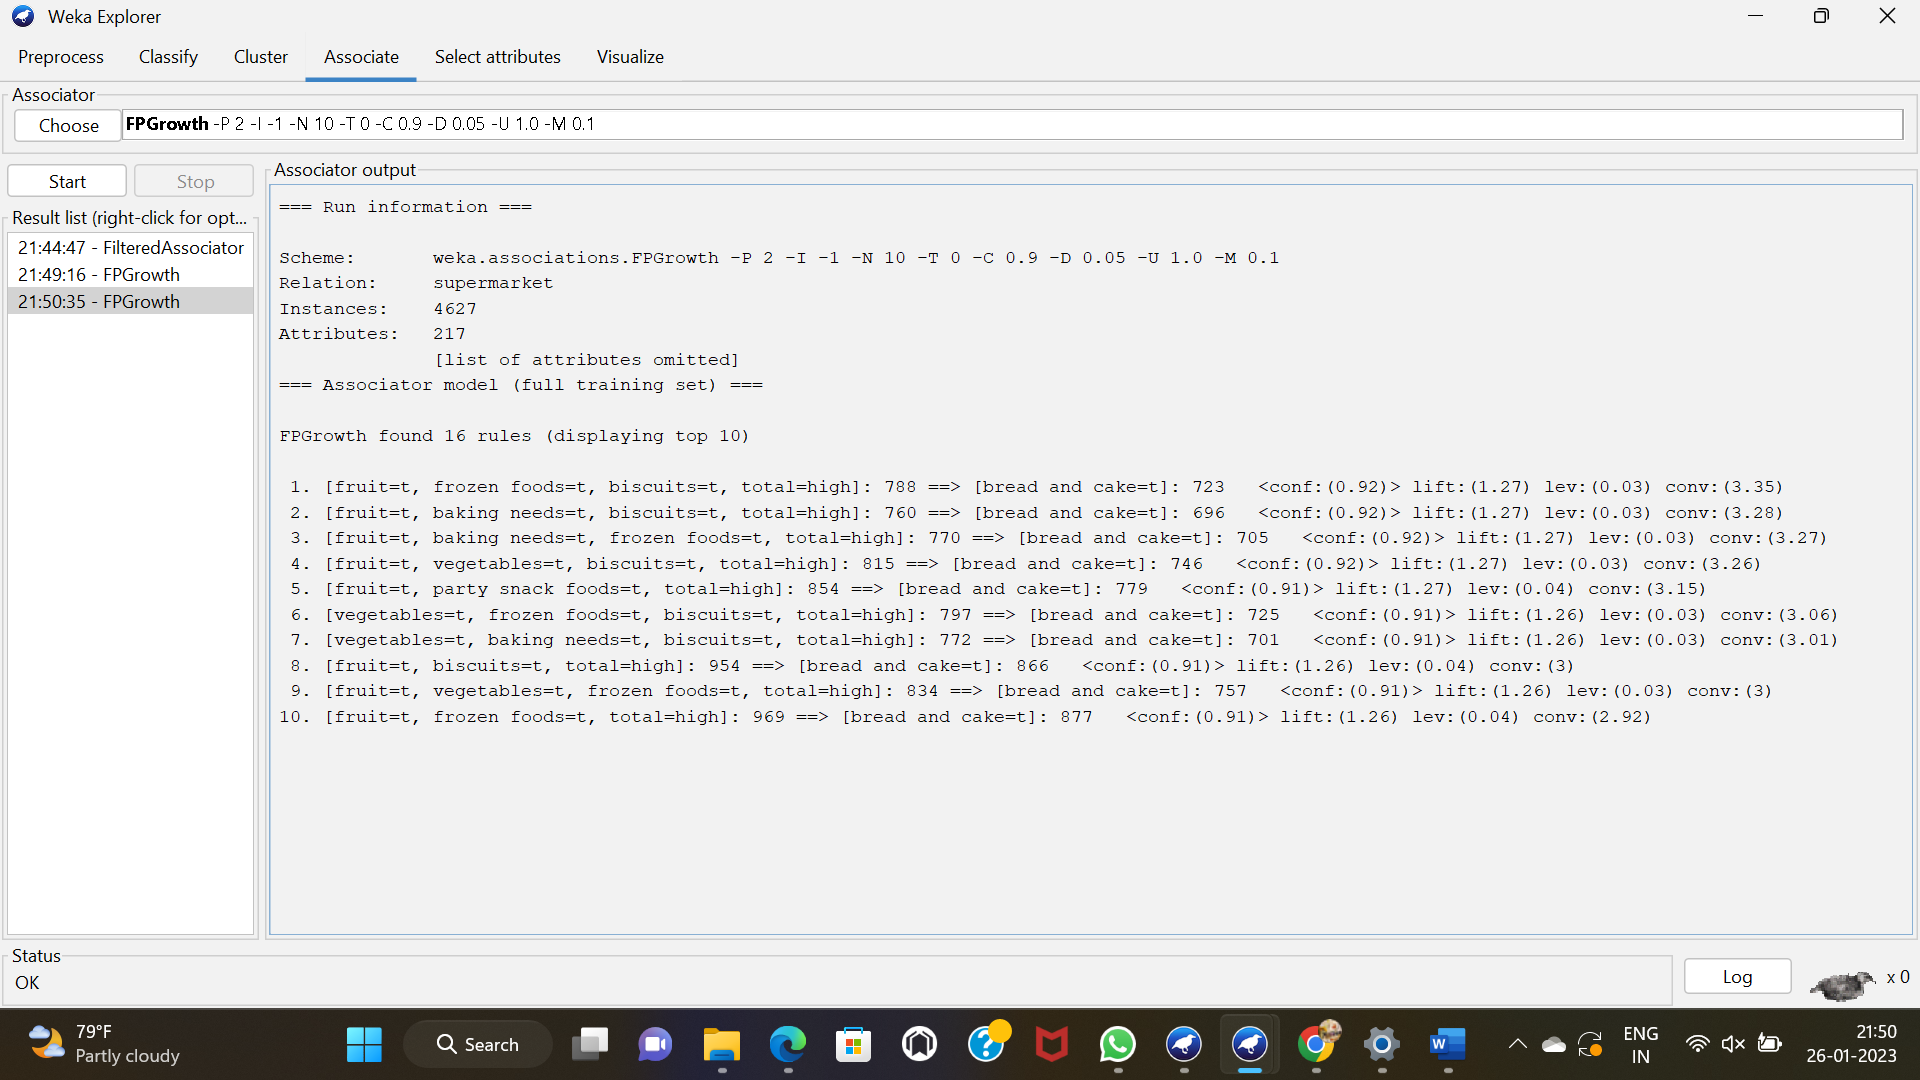 Weka Explorer
Preprocess Classify Cluster Associate Select attributes Visualize
Associator
Choose FPGrowth -P 2 -I -1 -N 10 -T 0 -C 0.9 -D 0.05 -U 1.0 -M 0.1
Start Stop
Result list (right-click for opt...
21:44:47 - FilteredAssociator
21:49:16 - FPGrowth
21:50:35 - FPGrowth
Associator output
=== Run information ===
Scheme: weka.associations.FPGrowth -P 2 -I -1 -N 10 -T 0 -C 0.9 -D 0.05 -U 1.0 -M 0.1
Relation: supermarket
Instances: 4627
Attributes: 217
[list of attributes omitted]
=== Associator model (full training set) ===
FPGrowth found 16 rules (displaying top 10)
1. [fruit=t, frozen foods=t, biscuits=t, total=high]: 788 ==> [bread and cake=t]: 723 <conf:(0.92)> lift:(1.27) lev:(0.03) conv:(3.35)
2. [fruit=t, baking needs=t, biscuits=t, total=high]: 760 ==> [bread and cake=t]: 696 <conf:(0.92)> lift:(1.27) lev:(0.03) conv:(3.28)
3. [fruit=t, baking needs=t, frozen foods=t, total=high]: 770 ==> [bread and cake=t]: 705 <conf:(0.92)> lift:(1.27) lev:(0.03) conv:(3.27)
4. [fruit=t, vegetables=t, biscuits=t, total=high]: 815 ==> [bread and cake=t]: 746 <conf:(0.92)> lift:(1.27) lev:(0.03) conv:(3.26)
5. [fruit=t, party snack foods=t, total=high]: 854 ==> [bread and cake=t]: 779 <conf:(0.91)> lift:(1.27) lev:(0.04) conv:(3.15)
6. [vegetables=t, frozen foods=t, biscuits=t, total=high]: 797 ==> [bread and cake=t]: 725 <conf:(0.91)> lift:(1.26) lev:(0.03) conv:(3.06)
7. [vegetables=t, baking needs=t, biscuits=t, total=high]: 772 ==> [bread and cake=t]: 701 <conf:(0.91)> lift:(1.26) lev:(0.03) conv:(3.01)
8. [fruit=t, biscuits=t, total=high]: 954 ==> [bread and cake=t]: 866 <conf:(0.91)> lift:(1.26) lev:(0.04) conv:(3)
9. [fruit=t, vegetables=t, frozen foods=t, total=high]: 834 ==> [bread and cake=t]: 757 <conf:(0.91)> lift:(1.26) lev:(0.03) conv:(3)
10. [fruit=t, frozen foods=t, total=high]: 969 ==> [bread and cake=t]: 877 <conf:(0.91)> lift:(1.26) lev:(0.04) conv:(2.92)
Status
OK
Log
x 0
79°F
Partly cloudy
Search
W
ENG
IN
21:50
26-01-2023